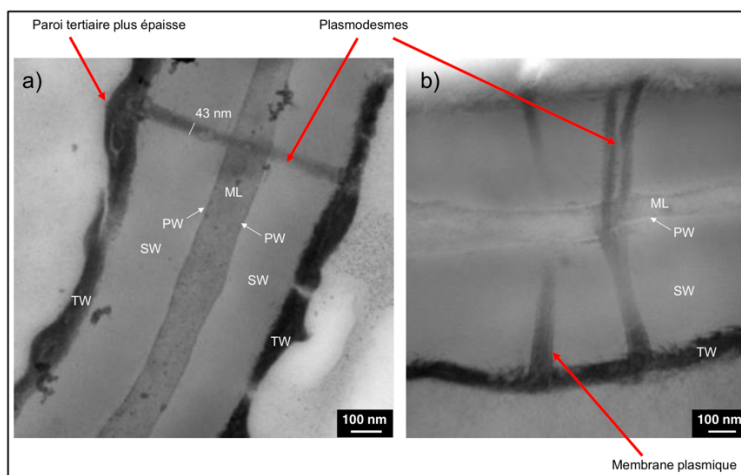 Paroi tertiaire plus épaisse
Plasmodesmes
a)
b)
43 nm
ML
PW
PW
SW
SW
TW
TW
100 nm
ML
PW
SW
TW
100 nm
Membrane plasmique